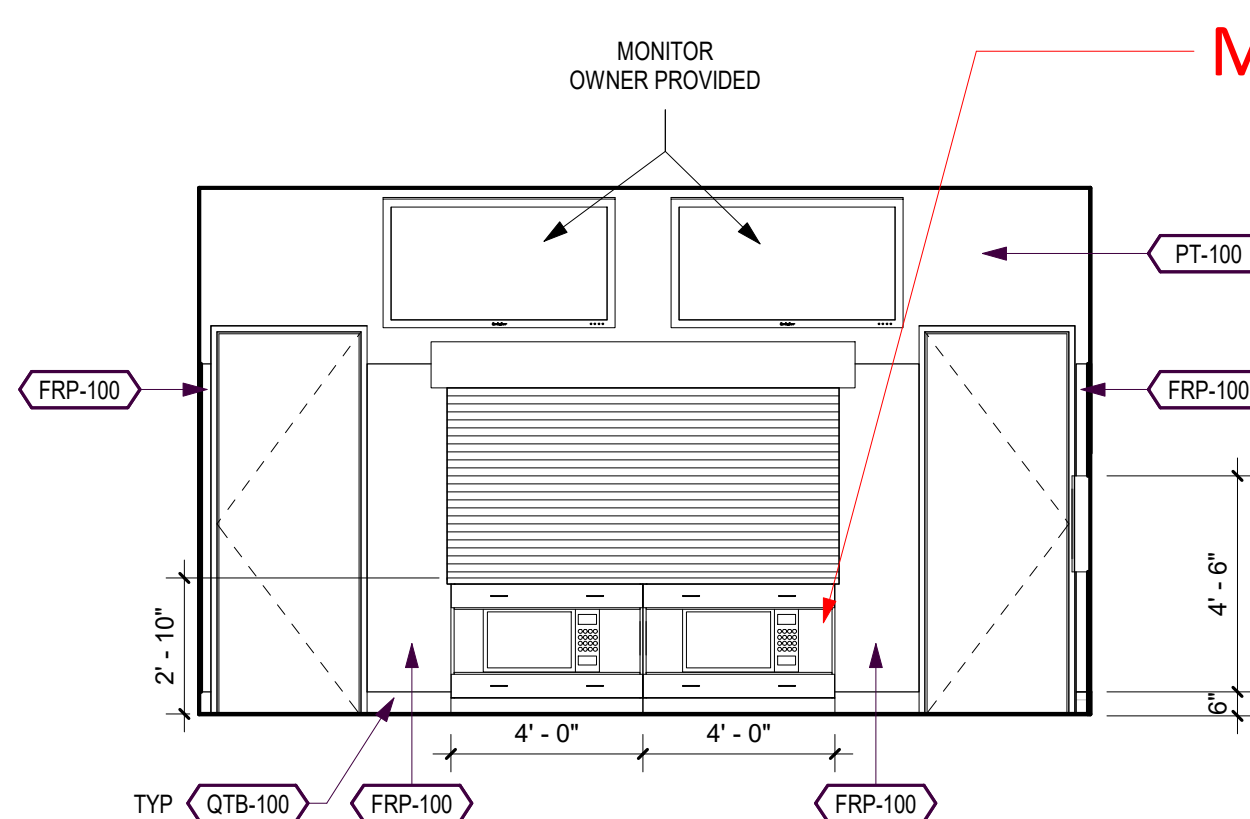 MONITOR
OWNER PROVIDED
M
PT-100
FRP-100
FRP-100
4' - 6"
2' - 10"
6"
4' - 0"
4' - 0"
TYP
QTB-100
FRP-100
FRP-100